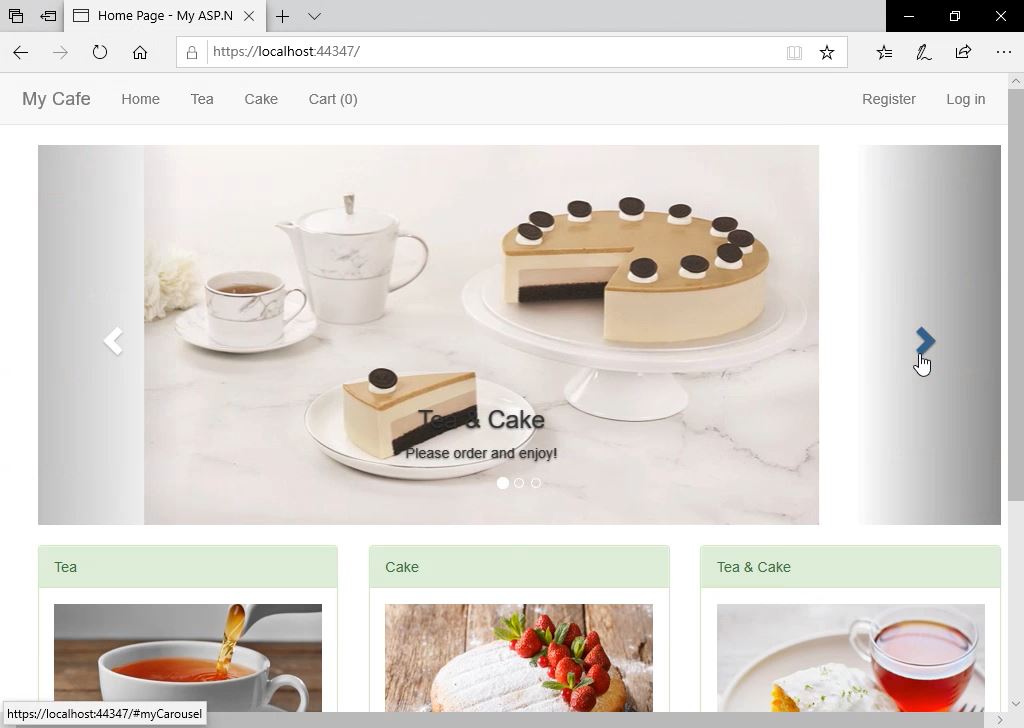 Home Page - My ASP.N
https://localhost:44347/
My Cafe Home Tea Cake Cart (0) Register Log in
Tea & Cake
Please order and enjoy!
Tea Cake Tea & Cake
https://localhost:44347/#myCarousel